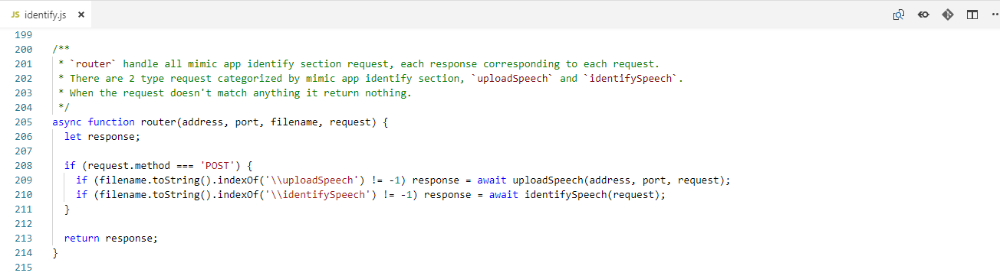 JS identify.js ×
199
200 /**
201  * `router` handle all mimic app identify section request, each response corresponding to each request.
202  * There are 2 type request categorized by mimic app identify section, `uploadSpeech` and `identifySpeech`.
203  * When the request doesn't match anything it return nothing.
204  */
205 async function router(address, port, filename, request) {
206   let response;
207
208   if (request.method === 'POST') {
209     if (filename.toString().indexOf('\\uploadSpeech') != -1) response = await uploadSpeech(address, port, request);
210     if (filename.toString().indexOf('\\identifySpeech') != -1) response = await identifySpeech(request);
211   }
212
213   return response;
214 }
215